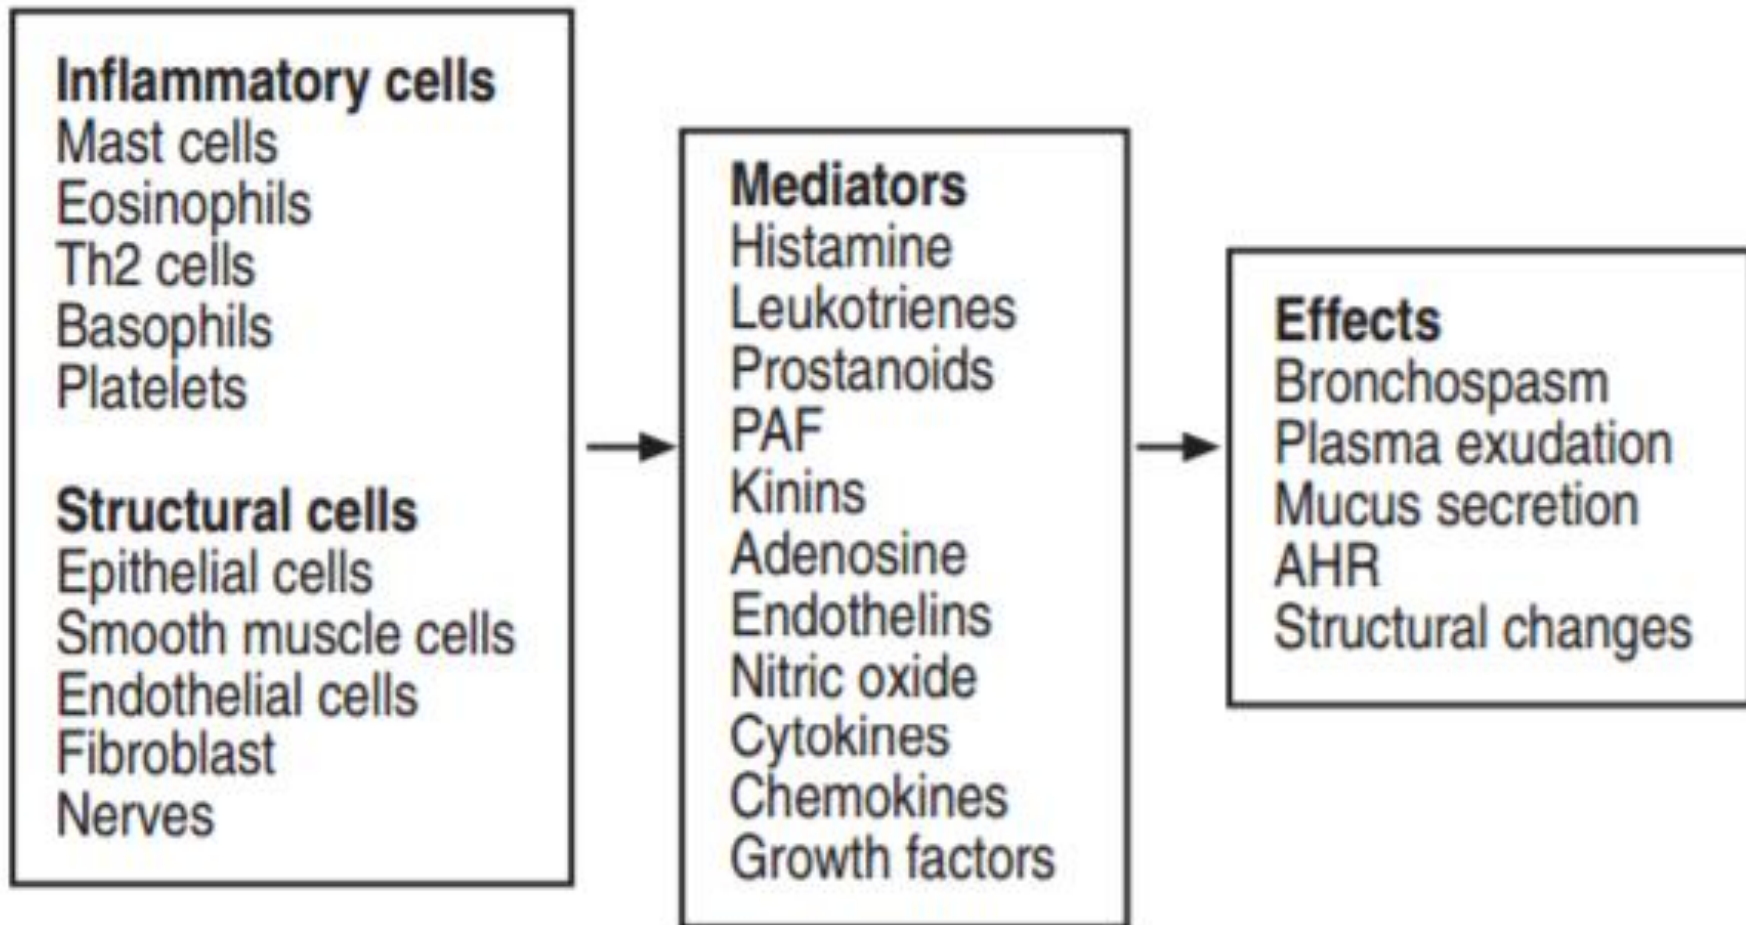 Inflammatory cells
Mast cells
Eosinophils
Th2 cells
Basophils
Platelets
Structural cells
Epithelial cells
Smooth muscle cells
Endothelial cells
Fibroblast
Nerves
Mediators
Histamine
Leukotrienes
Prostanoids
PAF
Kinins
Adenosine
Endothelins
Nitric oxide
Cytokines
Chemokines
Growth factors
Effects
Bronchospasm
Plasma exudation
Mucus secretion
AHR
Structural changes